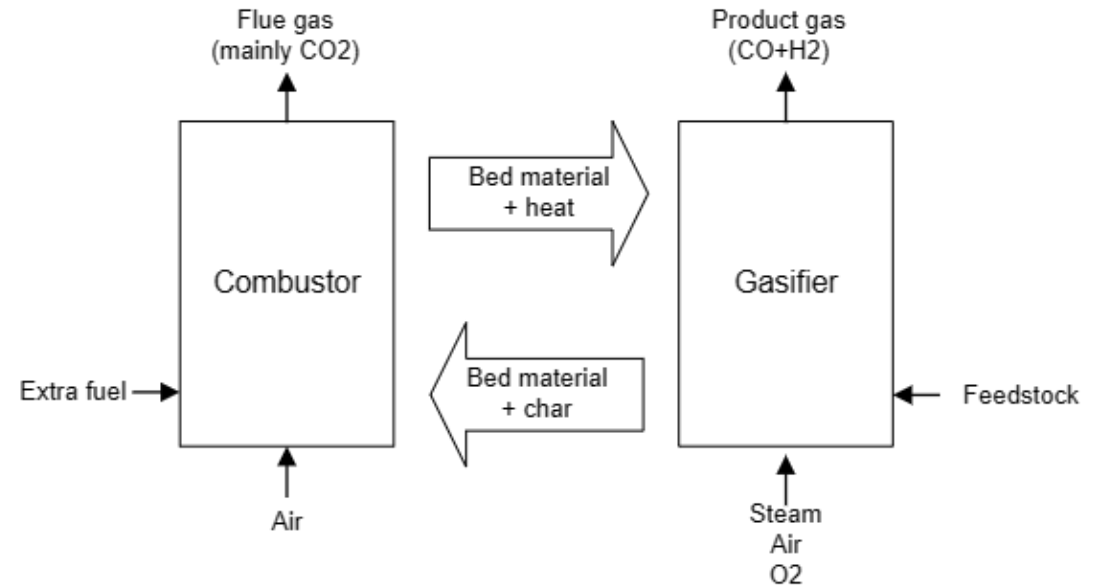 Flue gas
(mainly CO2)
Product gas
(CO+H2)
Bed material
+ heat
Combustor
Gasifier
Extra fuel
Bed material
+ char
Feedstock
Air
Steam
Air
O2